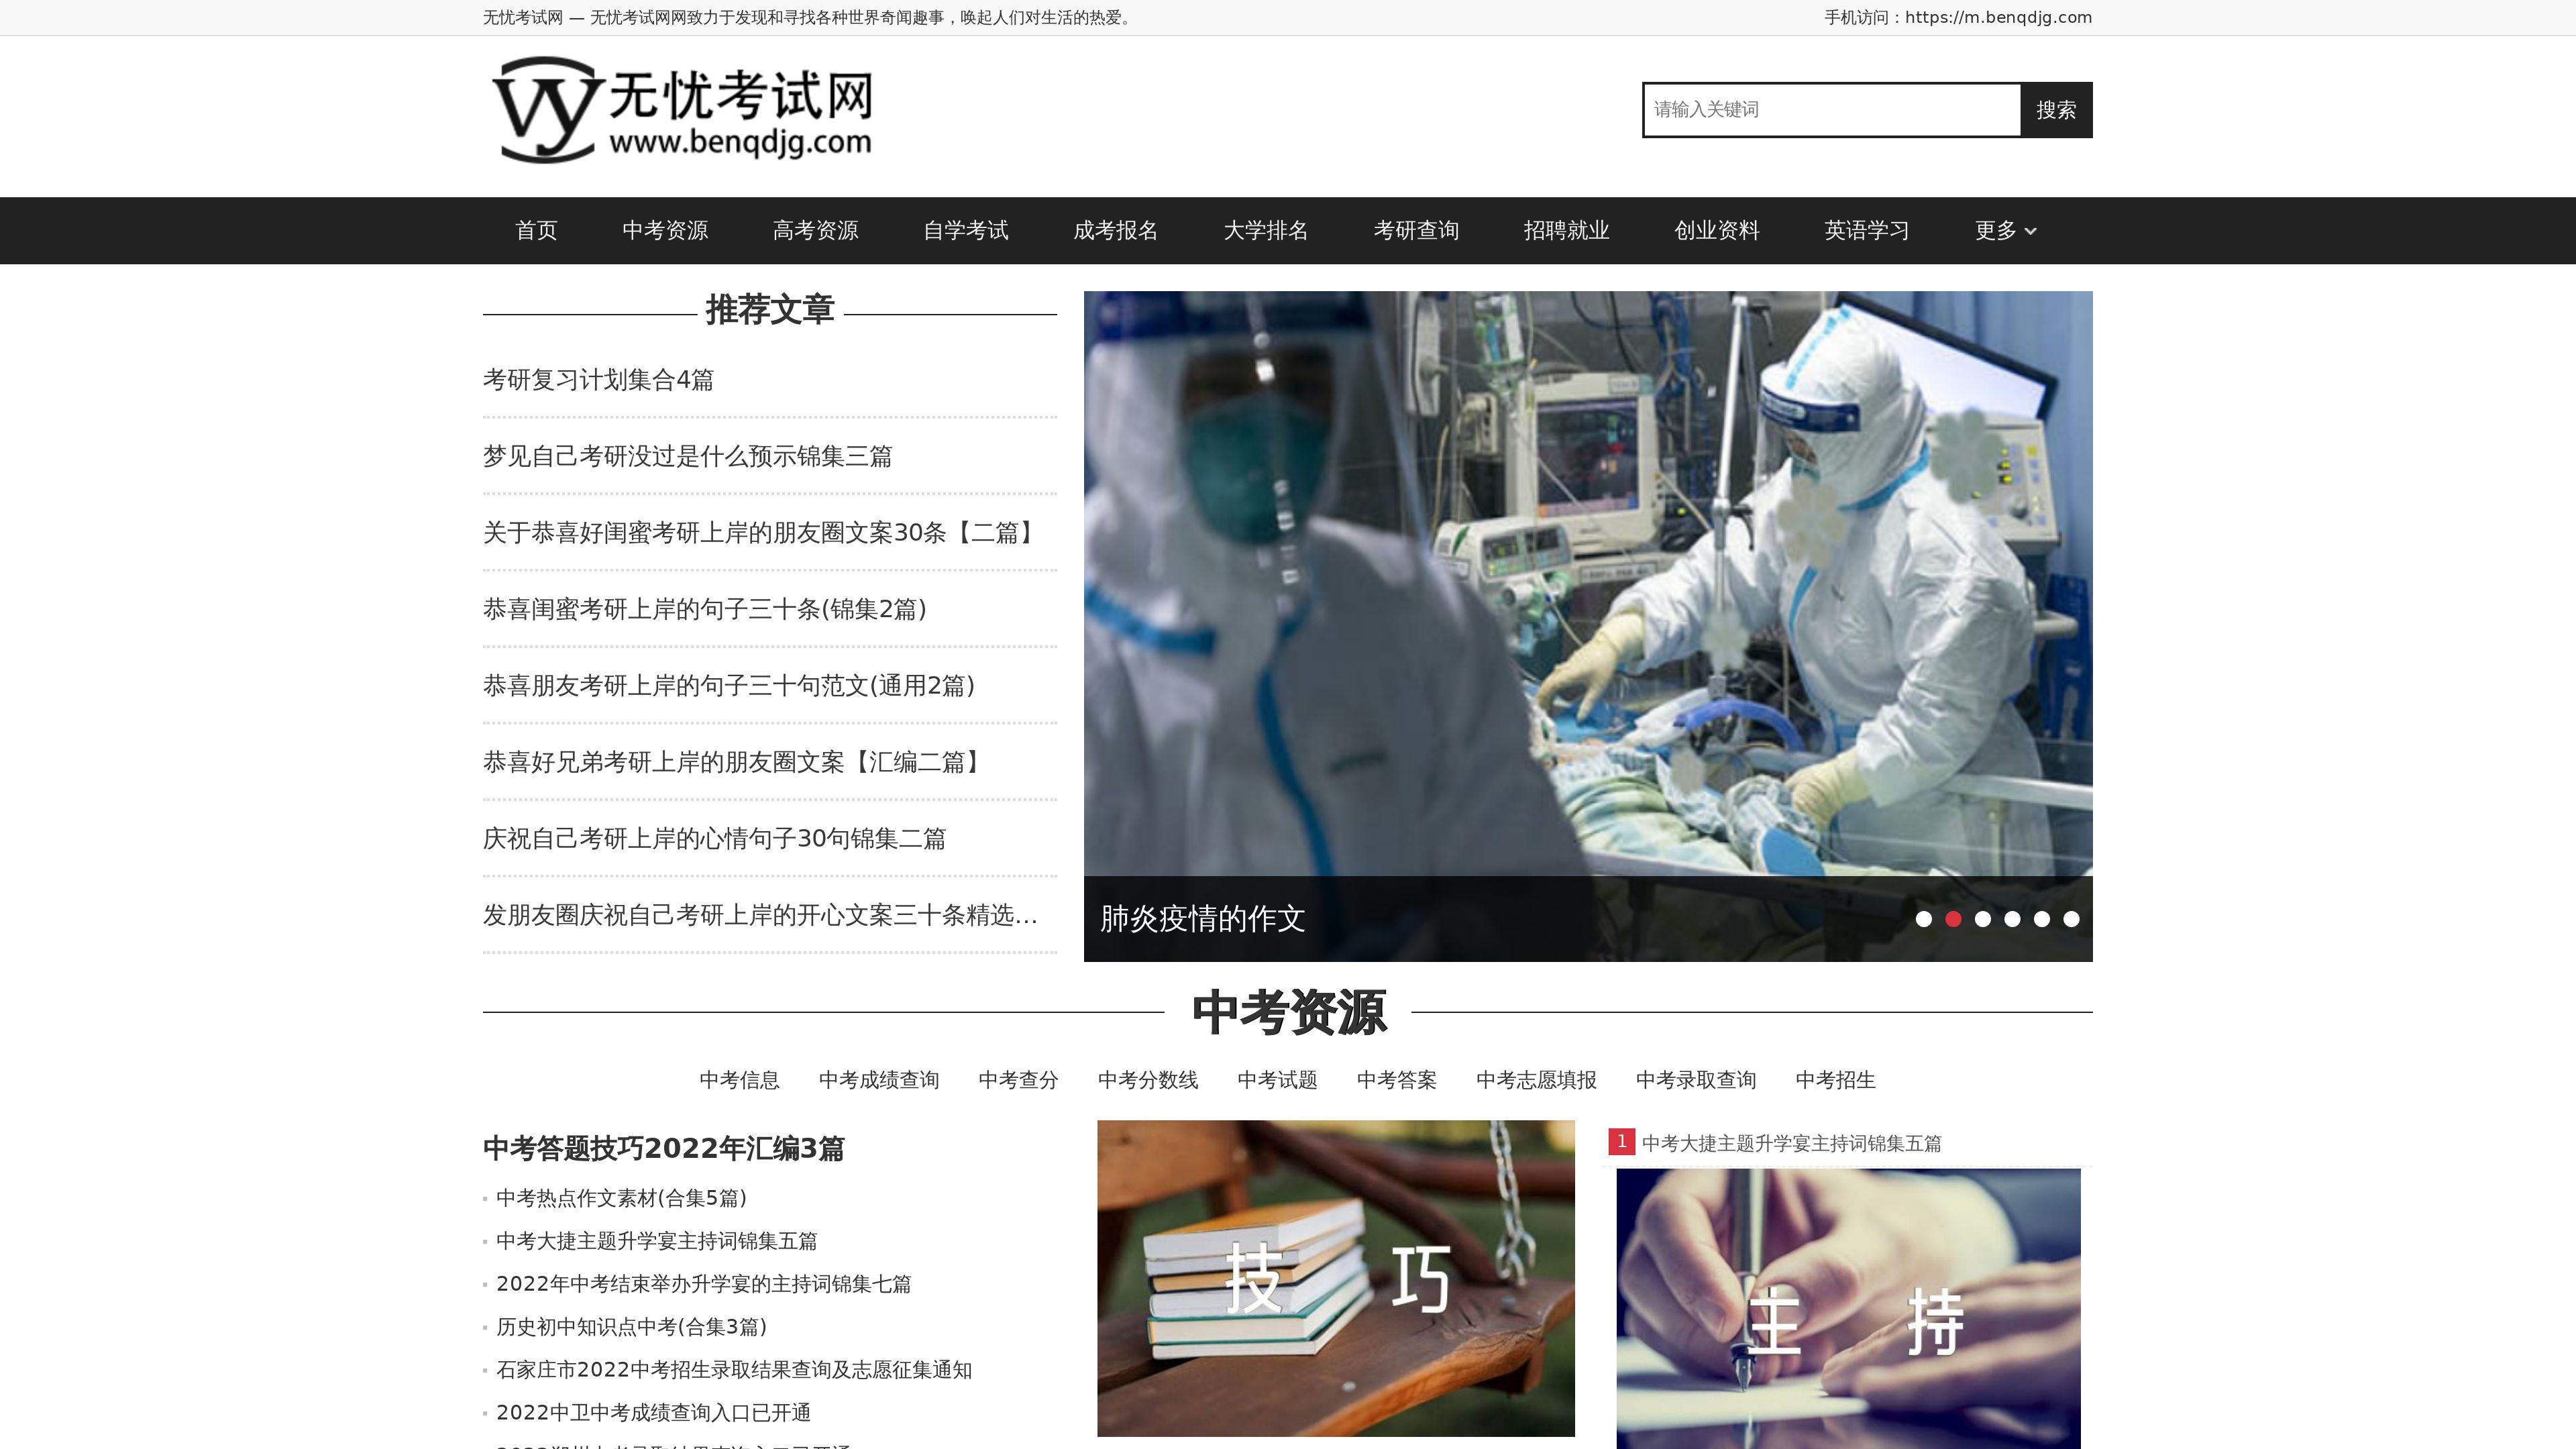 无忧考试网 — 无忧考试网网致力于发现和寻找各种世界奇闻趣事，唤起人们对生活的热爱。
手机访问：https://m.benqdjg.com
Wy无忧考试网
www.benqdjg.com
请输入关键词
搜索
首页 中考资源 高考资源 自学考试 成考报名 大学排名 考研查询 招聘就业 创业资料 英语学习 更多
推荐文章
考研复习计划集合4篇
梦见自己考研没过是什么预示锦集三篇
关于恭喜好闺蜜考研上岸的朋友圈文案30条【二篇】
恭喜闺蜜考研上岸的句子三十条(锦集2篇)
恭喜朋友考研上岸的句子三十句范文(通用2篇)
恭喜好兄弟考研上岸的朋友圈文案【汇编二篇】
庆祝自己考研上岸的心情句子30句锦集二篇
发朋友圈庆祝自己考研上岸的开心文案三十条精选…
肺炎疫情的作文
中考资源
中考信息 中考成绩查询 中考查分 中考分数线 中考试题 中考答案 中考志愿填报 中考录取查询 中考招生
中考答题技巧2022年汇编3篇
中考热点作文素材(合集5篇)
中考大捷主题升学宴主持词锦集五篇
2022年中考结束举办升学宴的主持词锦集七篇
历史初中知识点中考(合集3篇)
石家庄市2022中考招生录取结果查询及志愿征集通知
2022中卫中考成绩查询入口已开通
技 巧
1 中考大捷主题升学宴主持词锦集五篇
主 持